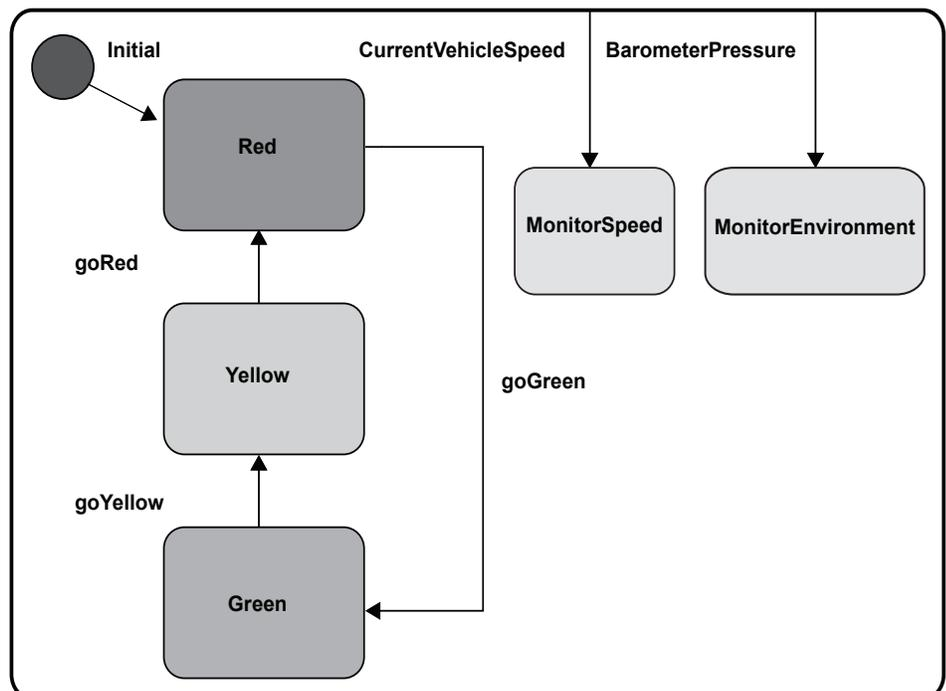 Initial
CurrentVehicleSpeed
BarometerPressure
Red
MonitorSpeed
MonitorEnvironment
goRed
Yellow
goGreen
goYellow
Green